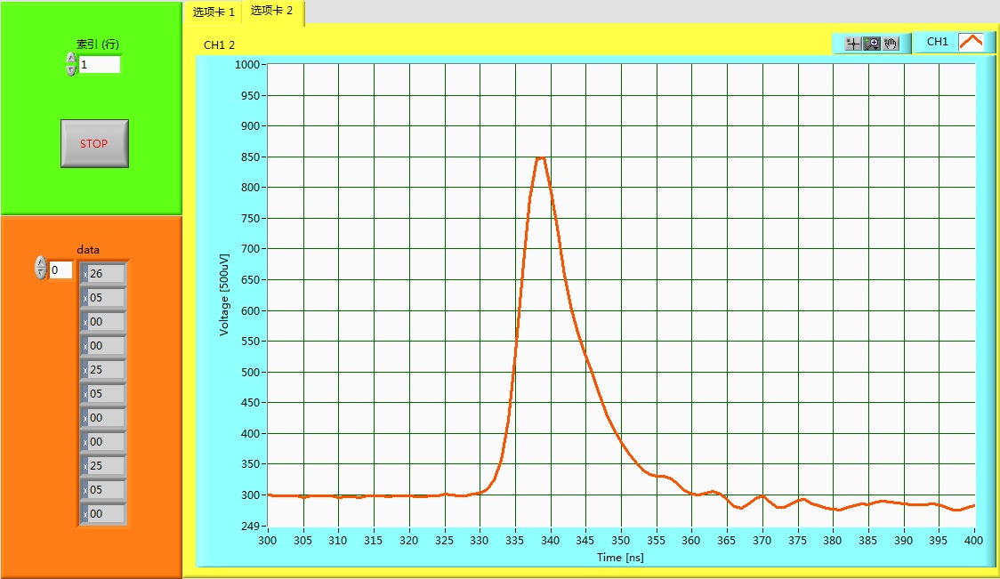 选项卡 1
选项卡 2
索引 (行)
1
STOP
data
0
x 26
x 05
x 00
x 00
x 25
x 05
x 00
x 00
x 25
x 05
x 00
CH1 2
CH1
Voltage [500uV]
1000
950
900
850
800
750
700
650
600
550
500
450
400
350
300
249
300 305 310 315 320 325 330 335 340 345 350 355 360 365 370 375 380 385 390 395 400
Time [ns]